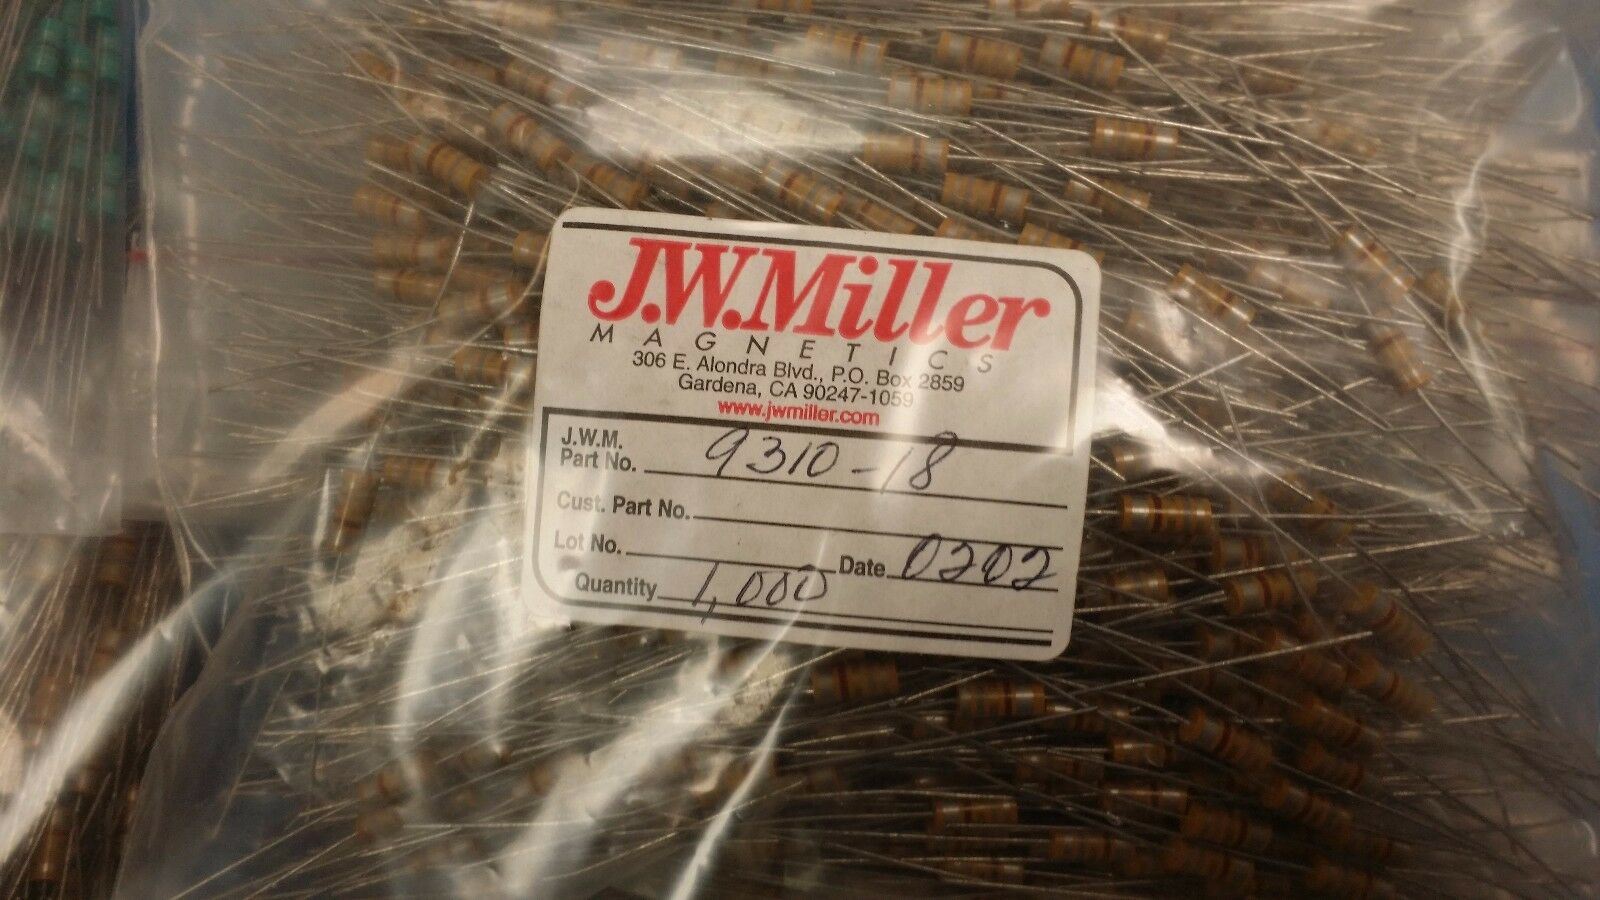 J.W.Miller
MAGNETICS
306 E. Alondra Blvd., P.O. Box 2859
Gardena, CA 90247-1059
www.jwmiller.com
J.W.M.
Part No. 9310-18
Cust. Part No.
Lot No. Date 0202
Quantity 1,000